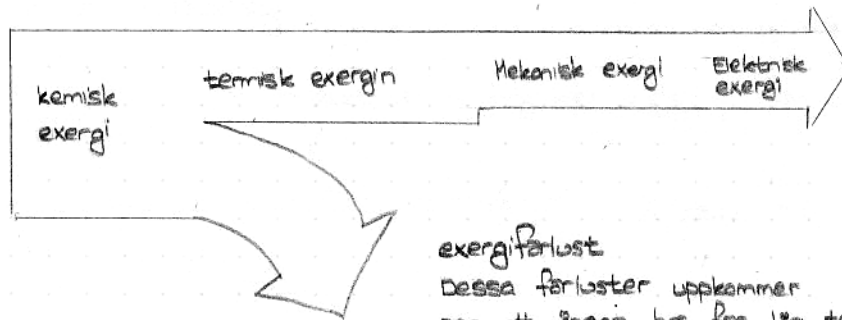 kemisk
exergi
termisk exergin
Mekanisk exergi
Elektrisk
exergi
exergiförlust
Dessa förluster uppkommer